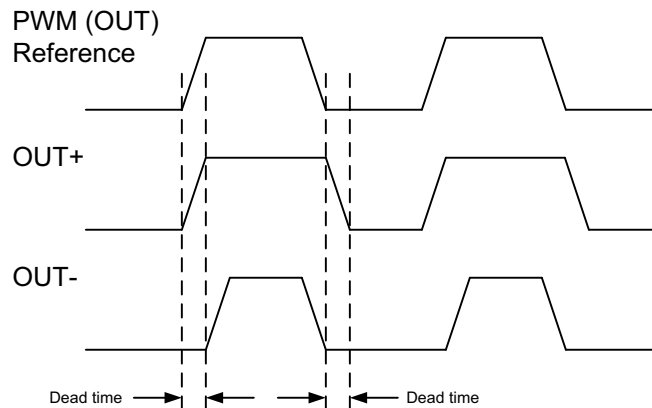 PWM (OUT)
Reference
OUT+
OUT-
Dead time
Dead time